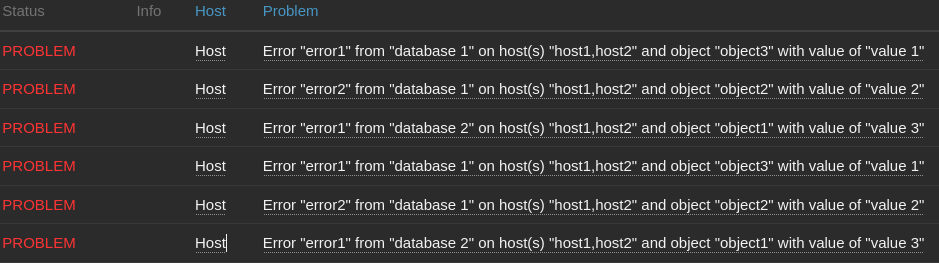 Status Info Host Problem
PROBLEM Host Error "error1" from "database 1" on host(s) "host1,host2" and object "object3" with value of "value 1"
PROBLEM Host Error "error2" from "database 1" on host(s) "host1,host2" and object "object2" with value of "value 2"
PROBLEM Host Error "error1" from "database 2" on host(s) "host1,host2" and object "object1" with value of "value 3"
PROBLEM Host Error "error1" from "database 1" on host(s) "host1,host2" and object "object3" with value of "value 1"
PROBLEM Host Error "error2" from "database 1" on host(s) "host1,host2" and object "object2" with value of "value 2"
PROBLEM Host Error "error1" from "database 2" on host(s) "host1,host2" and object "object1" with value of "value 3"